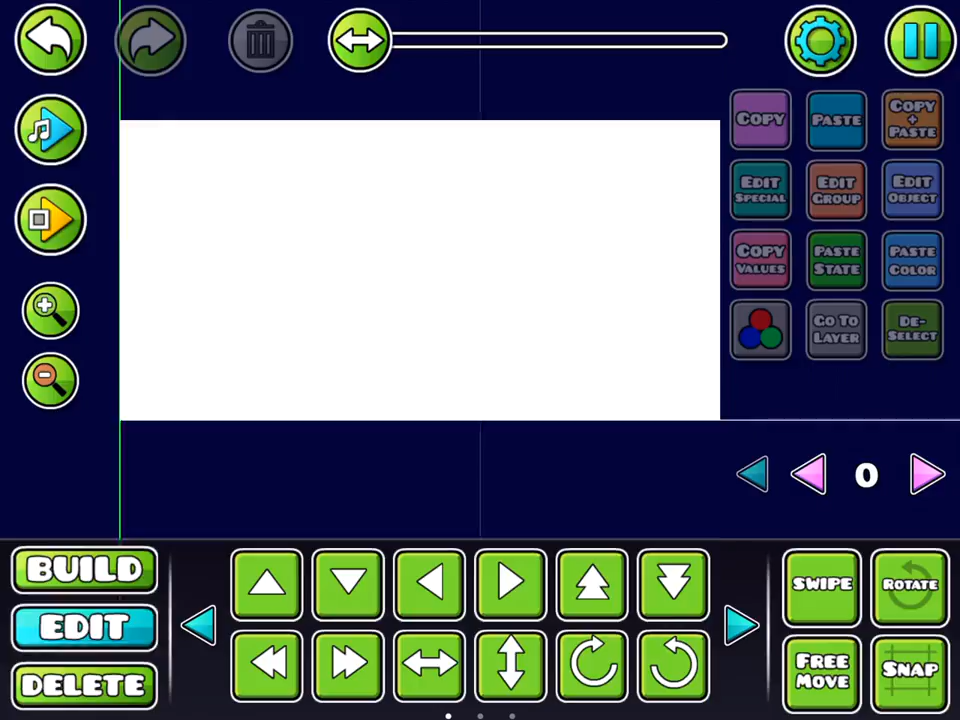 COPY
PASTE
COPY
+
PASTE
EDIT
SPECIAL
EDIT
GROUP
EDIT
OBJECT
COPY
VALUES
PASTE
STATE
PASTE
COLOR
GO TO
LAYER
DE-
SELECT
0
BUILD
EDIT
DELETE
SWIPE
ROTATE
FREE
MOVE
SNAP